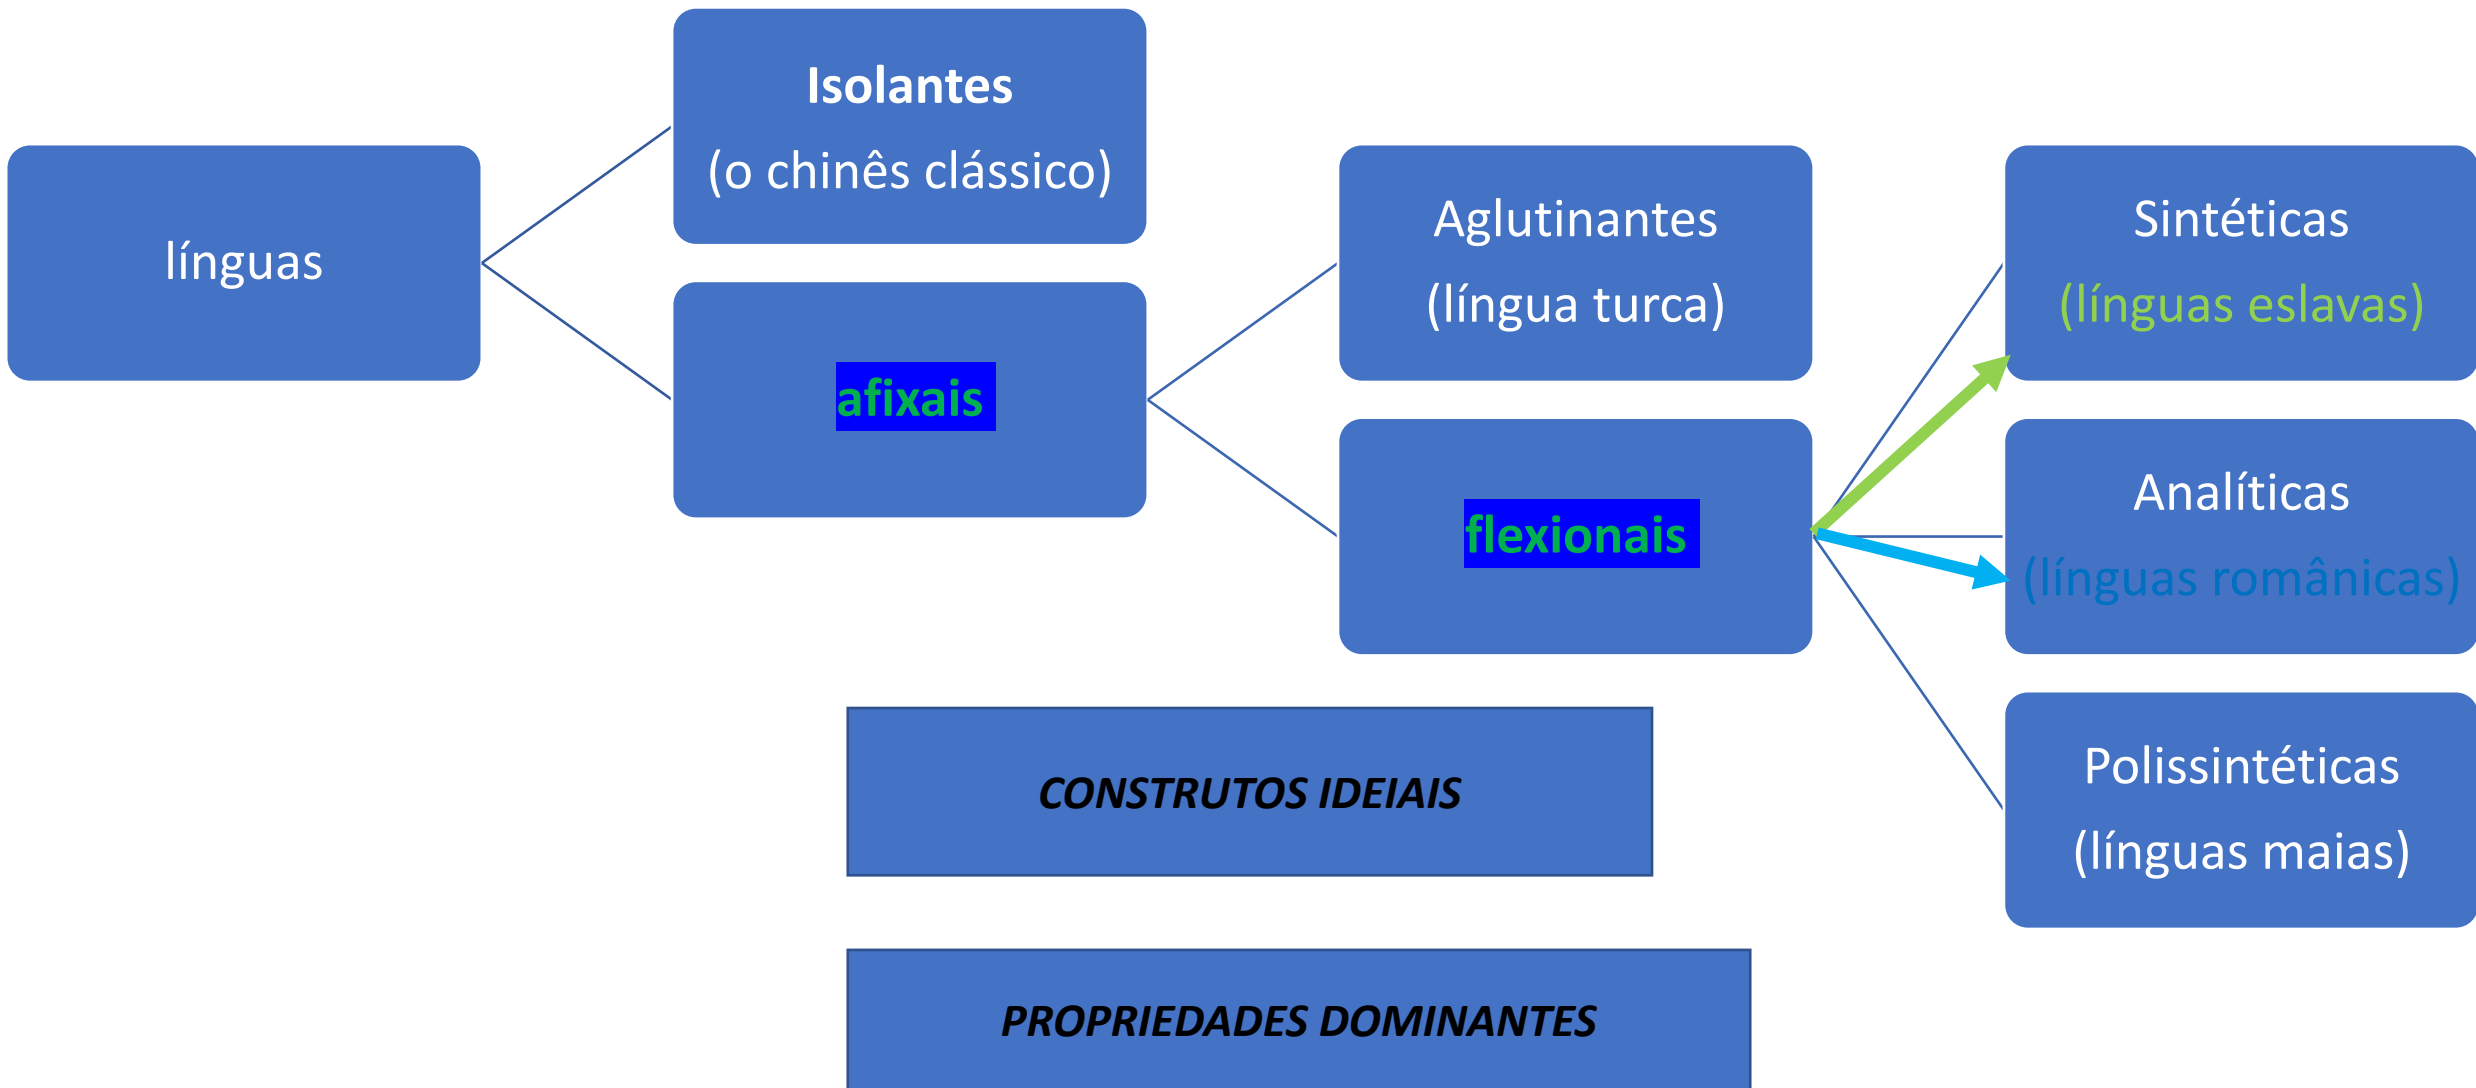 línguas
Isolantes
(o chinês clássico)
afixais
Aglutinantes
(língua turca)
flexionais
Sintéticas
(línguas eslavas)
Analíticas
(línguas românicas)
Polissintéticas
(línguas maias)
CONSTRUTOS IDEIAIS
PROPRIEDADES DOMINANTES